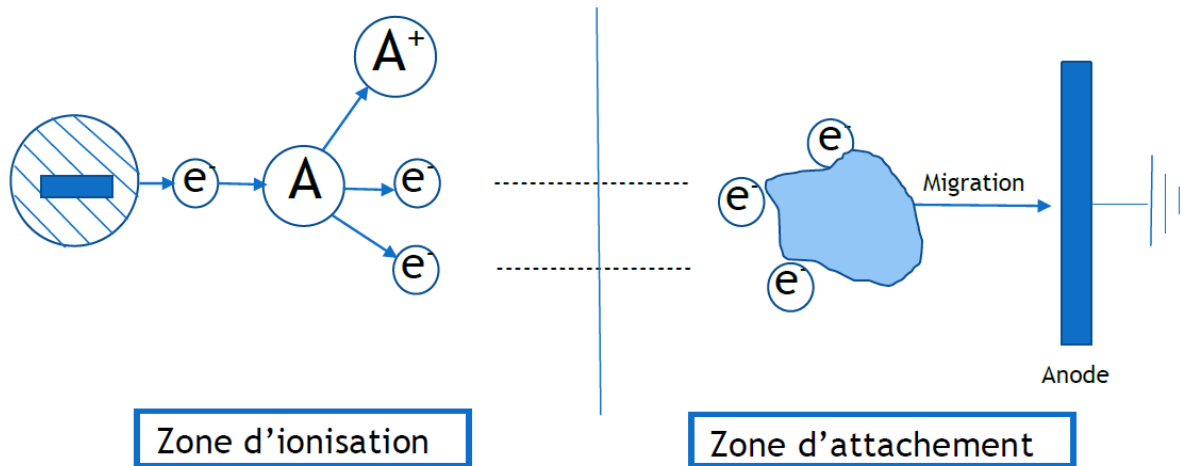 A⁺
e⁻
A
e⁻
e⁻
e⁻
e⁻
e⁻
Migration
Anode
Zone d'ionisation
Zone d'attachement